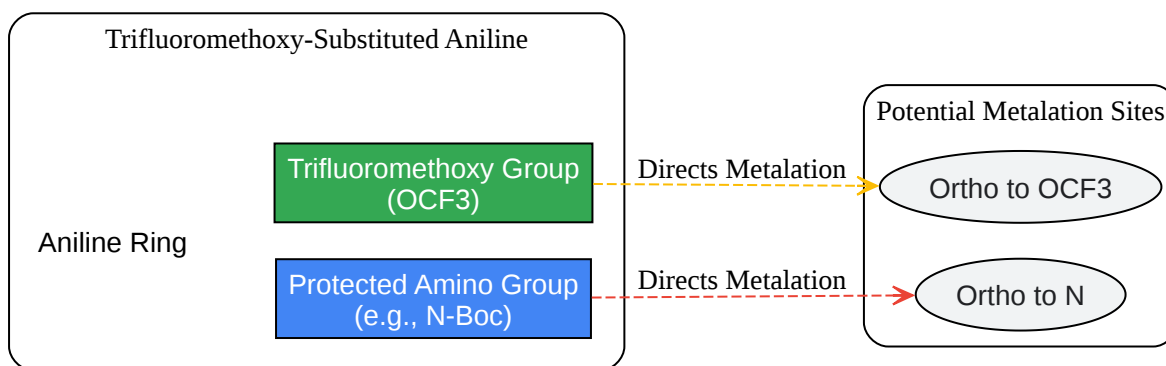 Trifluoromethoxy-Substituted Aniline
Potential Metalation Sites
Trifluoromethoxy Group
(OCF3)
Directs Metalation
Ortho to OCF3
Aniline Ring
Protected Amino Group
(e.g., N-Boc)
Directs Metalation
Ortho to N